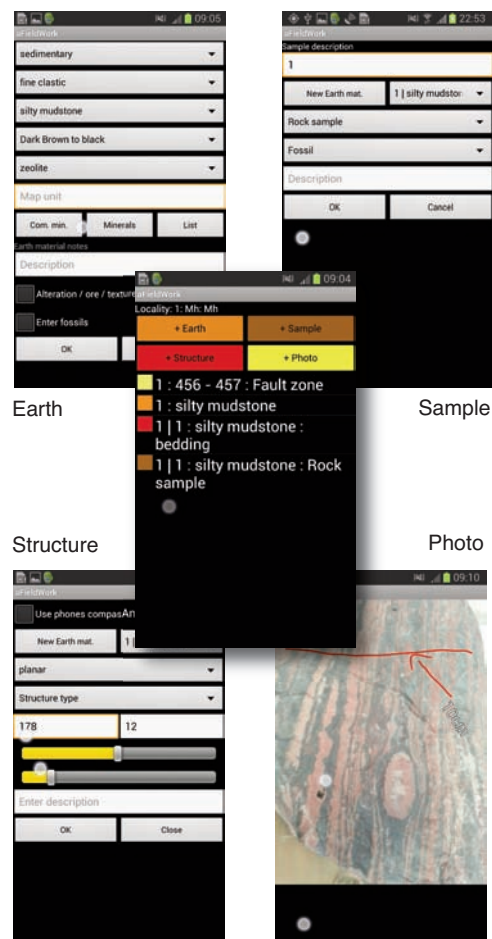 09:05
aFieldWork
sedimentary
fine clastic
silty mudstone
Dark Brown to black
zeolite
Map unit
Com. min. Minerals List
Earth material notes
Description
Alteration / ore / texture
Enter fossils
OK
Earth
22:53
aFieldWork
Sample description
1
New Earth mat. 1 | silty mudstor
Rock sample
Fossil
Description
OK Cancel
Sample
09:04
aFieldWork
Locality: 1: Mh: Mh
+ Earth + Sample
+ Structure + Photo
1 : 456 - 457 : Fault zone
1 : silty mudstone
1 | 1 : silty mudstone :
bedding
1 | 1 : silty mudstone : Rock
sample
Structure
aFieldWork
Use phones compasAn
New Earth mat. 1 |
planar
Structure type
178 12
Enter description
OK Close
Photo
09:10